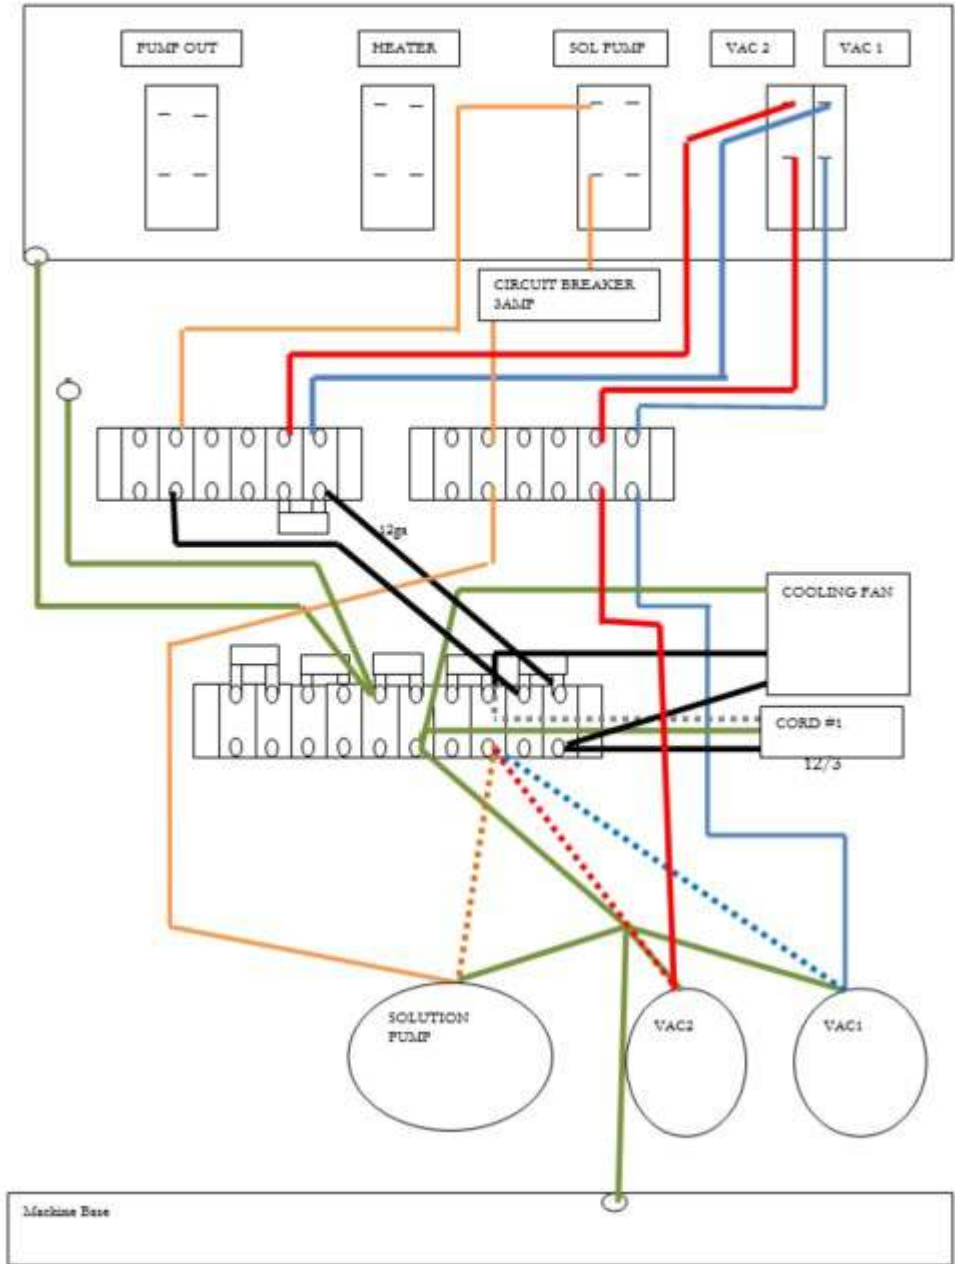 PUMP OUT
HEATER
SOL PUMP
VAC 2
VAC 1
CIRCUIT BREAKER
3AMP
12ga
COOLING FAN
CORD #1
12/3
SOLUTION
PUMP
VAC2
VAC1
Machine Base